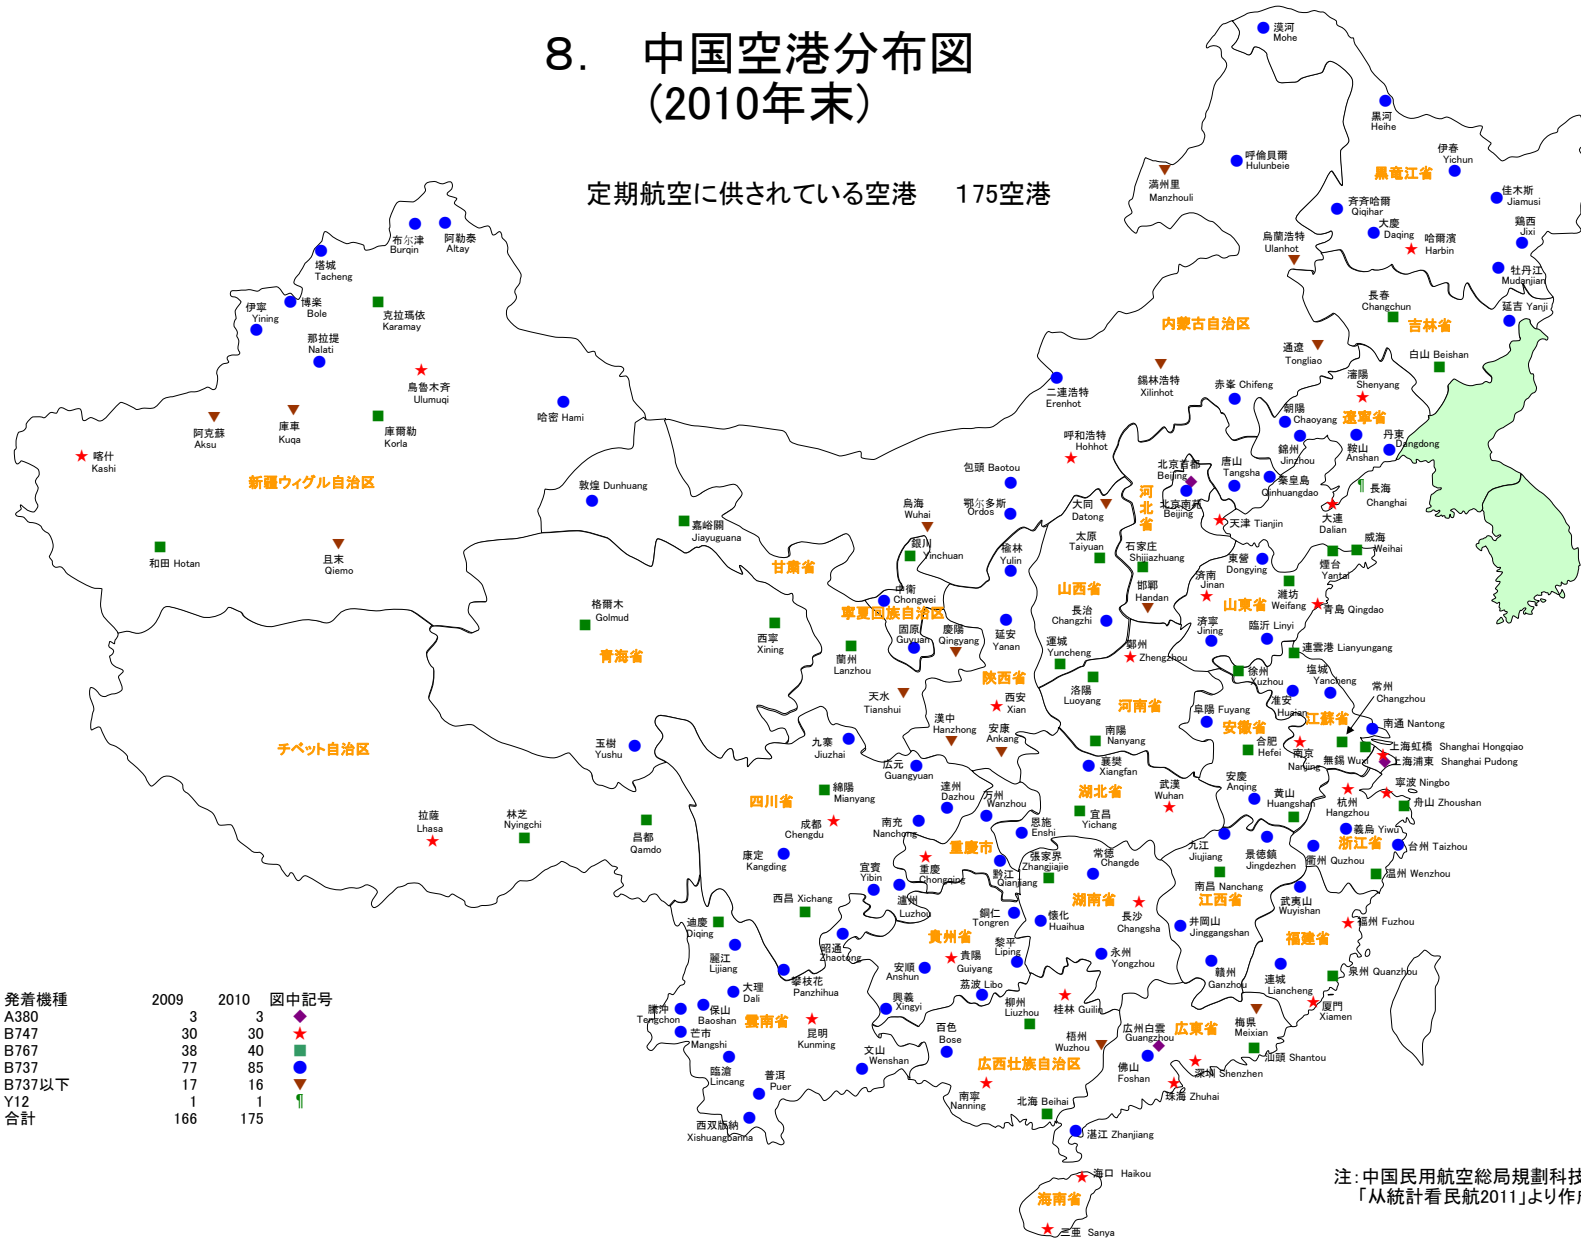 8. 中国空港分布図
(2010年末)
定期航空に供されている空港 175空港
漠河
Mohe
黒河
Heihe
伊春
Yichun
黒竜江省
呼倫貝爾
Hulunbeie
満州里
Manzhouli
佳木斯
Jiamusi
斉斉哈爾
Qiqihar
大慶
Daqing
哈爾濱
Harbin
鶏西
Jixi
牡丹江
Mudanjian
烏蘭浩特
Ulanhot
長春
Changchun
吉林省
延吉 Yanji
白山 Beishan
内蒙古自治区
通遼
Tongliao
錫林浩特
Xilinhot
二連浩特
Erenhot
赤峯 Chifeng
瀋陽
Shenyang
遼寧省
朝陽
Chaoyang
錦州
Jinzhou
鞍山
Anshan
丹東
Dangdong
長海
Changhai
大連
Dalian
布尔津
Burqin
阿勒泰
Altay
塔城
Tacheng
博楽
Bole
伊寧
Yining
那拉提
Nalati
克拉瑪依
Karamay
烏魯木斉
Ulumuqi
哈密 Hami
阿克蘇
Aksu
庫車
Kuqa
庫爾勒
Korla
喀什
Kashi
新疆ウィグル自治区
和田 Hotan
且末
Qiemo
敦煌 Dunhuang
嘉峪關
Jiayuguana
甘粛省
呼和浩特
Hohhot
包頭 Baotou
鄂尔多斯
Ordos
烏海
Wuhai
銀川
Yinchuan
中衛
Chongwei
寧夏回族自治区
固原
Guyuan
慶陽
Qingyang
楡林
Yulin
延安
Yanan
陝西省
西安
Xian
漢中
Hanzhong
安康
Ankang
天水
Tianshui
蘭州
Lanzhou
西寧
Xining
格爾木
Golmud
青海省
玉樹
Yushu
チベット自治区
拉薩
Lhasa
林芝
Nyingchi
昌都
Qamdo
北京首都
Beijing
北京南苑
Beijing
河北省
唐山
Tangsha
秦皇島
Qinhuangdao
天津 Tianjin
石家庄
Shijiazhuang
邯鄲
Handan
大同
Datong
太原
Taiyuan
山西省
長治
Changzhi
運城
Yuncheng
東營
Dongying
済南
Jinan
山東省
濰坊
Weifang
煙台
Yantai
威海
Weihai
青島 Qingdao
済寧
Jining
臨沂 Linyi
連雲港 Lianyungang
徐州
Xuzhou
塩城
Yancheng
淮安
Huaian
常州
Changzhou
江蘇省
南通 Nantong
南京
Nanjing
無錫 Wuxi
上海虹橋 Shanghai Hongqiao
上海浦東 Shanghai Pudong
鄭州
Zhengzhou
洛陽
Luoyang
河南省
南陽
Nanyang
阜陽 Fuyang
安徽省
合肥
Hefei
安慶
Anqing
黄山
Huangshan
襄樊
Xiangfan
湖北省
武漢
Wuhan
宜昌
Yichang
恩施
Enshi
杭州
Hangzhou
寧波 Ningbo
舟山 Zhoushan
義烏 Yiwu
浙江省
台州 Taizhou
衢州 Quzhou
温州 Wenzhou
九江
Jiujiang
景徳鎮
Jingdezhen
南昌 Nanchang
江西省
井岡山
Jinggangshan
贛州
Ganzhou
武夷山
Wuyishan
福州 Fuzhou
福建省
連城
Liancheng
泉州 Quanzhou
厦門
Xiamen
張家界
Zhangjiajie
常徳
Changde
湖南省
長沙
Changsha
懐化
Huaihua
永州
Yongzhou
九寨
Jiuzhai
広元
Guangyuan
綿陽
Mianyang
四川省
成都
Chengdu
達州
Dazhou
南充
Nanchong
康定
Kangding
宜賓
Yibin
瀘州
Luzhou
西昌 Xichang
攀枝花
Panzhihua
万州
Wanzhou
重慶市
重慶
Chongqing
黔江
Qianjiang
銅仁
Tongren
貴州省
貴陽
Guiyang
黎平
Liping
安順
Anshun
興義
Xingyi
荔波 Libo
迪慶
Diqing
麗江
Lijiang
昭通
Zhaotong
大理
Dali
騰沖
Tengchon
保山
Baoshan
芒市
Mangshi
雲南省
昆明
Kunming
臨滄
Lincang
普洱
Puer
文山
Wenshan
西双版納
Xishuangbanna
百色
Bose
柳州
Liuzhou
桂林 Guilin
梧州
Wuzhou
広西壮族自治区
南寧
Nanning
北海 Beihai
広州白雲
Guangzhou
広東省
梅県
Meixian
汕頭 Shantou
佛山
Foshan
深圳 Shenzhen
珠海 Zhuhai
湛江 Zhanjiang
海口 Haikou
海南省
三亜 Sanya
発着機種 2009 2010 図中記号
A380 3 3
B747 30 30
B767 38 40
B737 77 85
B737以下 17 16
Y12 1 1
合計 166 175
注:中国民用航空総局規劃科技
「从統計看民航2011」より作成